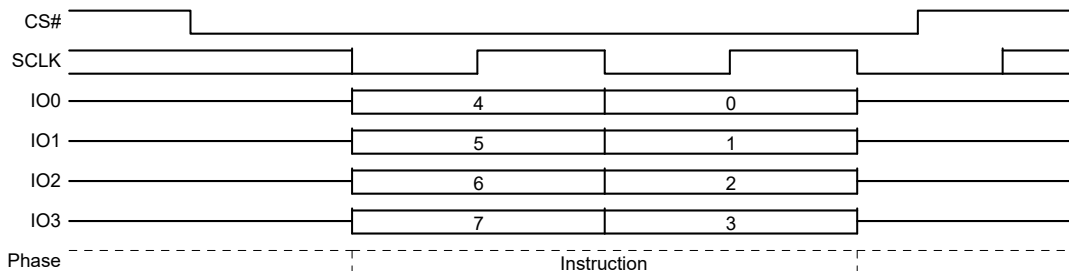 CS#
SCLK
IO0 4 0
IO1 5 1
IO2 6 2
IO3 7 3
Phase Instruction